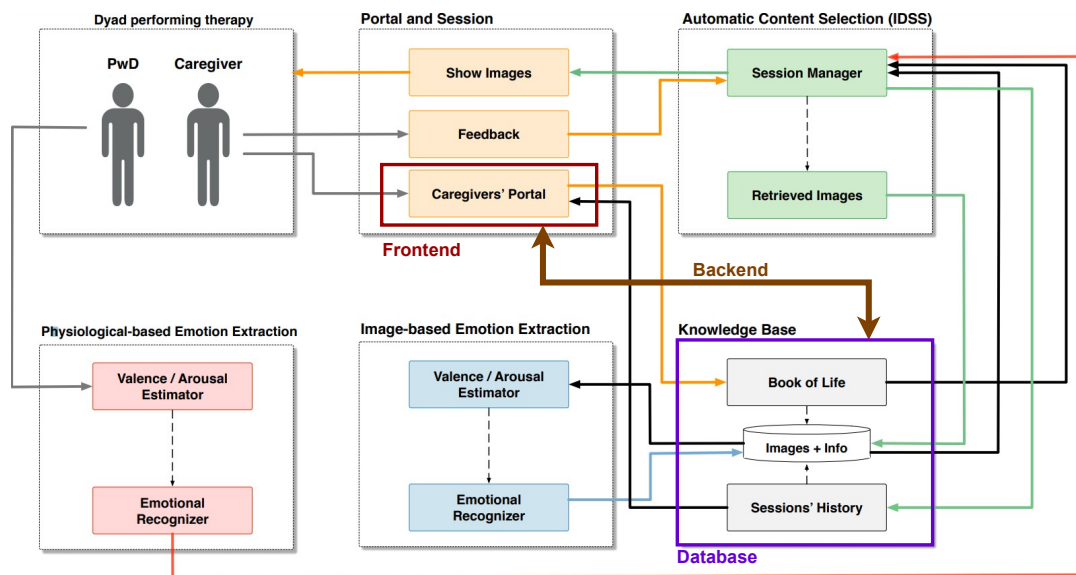 Dyad performing therapy
PwD
Caregiver
Portal and Session
Show Images
Feedback
Caregivers' Portal
Frontend
Automatic Content Selection (IDSS)
Session Manager
Retrieved Images
Backend
Physiological-based Emotion Extraction
Valence / Arousal
Estimator
Emotional
Recognizer
Image-based Emotion Extraction
Valence / Arousal
Estimator
Emotional
Recognizer
Knowledge Base
Book of Life
Images + Info
Sessions' History
Database